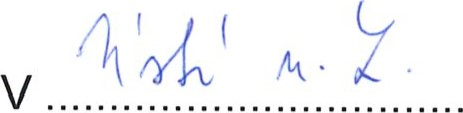 V Ústí n. L.